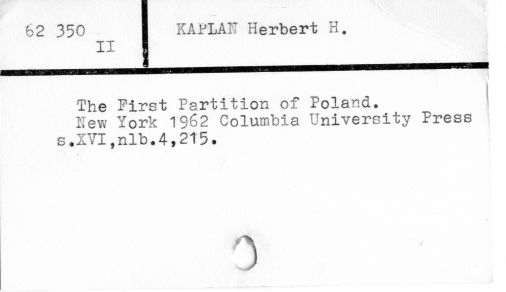 62 350
II
KAPLAN Herbert H.
The First Partition of Poland.
New York 1962 Columbia University Press
s.XVI,nlb.4,215.